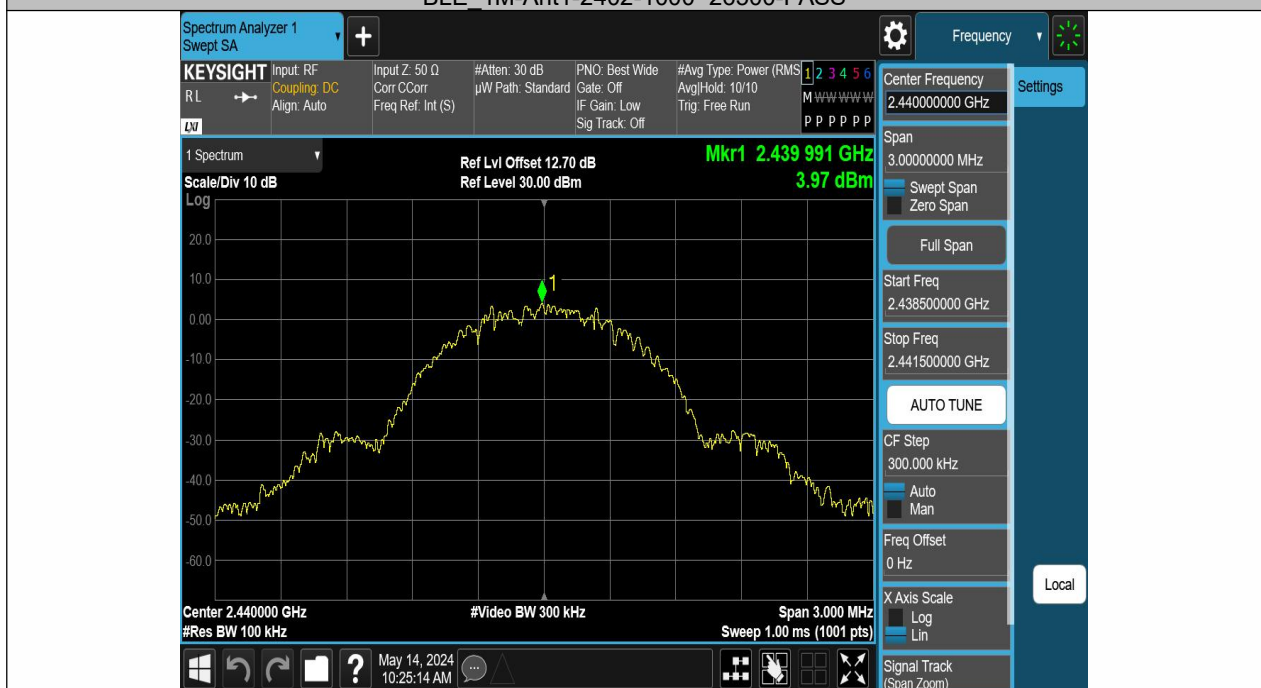 Spectrum Analyzer 1
Swept SA
Frequency
KEYSIGHT
RL
LXI
Input: RF
Coupling: DC
Align: Auto
Input Z: 50 Ω
Corr CCorr
Freq Ref: Int (S)
#Atten: 30 dB
µW Path: Standard
PNO: Best Wide
Gate: Off
IF Gain: Low
Sig Track: Off
#Avg Type: Power (RMS
Avg|Hold: 10/10
Trig: Free Run
1 2 3 4 5 6
M W W W W W
P P P P P P
1 Spectrum
Scale/Div 10 dB
Log
Ref Lvl Offset 12.70 dB
Ref Level 30.00 dBm
Mkr1 2.439 991 GHz
3.97 dBm
20.0
10.0
0.00
-10.0
-20.0
-30.0
-40.0
-50.0
-60.0
1
Center 2.440000 GHz
#Res BW 100 kHz
#Video BW 300 kHz
Span 3.000 MHz
Sweep 1.00 ms (1001 pts)
?
May 14, 2024
10:25:14 AM
Center Frequency
2.440000000 GHz
Settings
Span
3.00000000 MHz
Swept Span
Zero Span
Full Span
Start Freq
2.438500000 GHz
Stop Freq
2.441500000 GHz
AUTO TUNE
CF Step
300.000 kHz
Auto
Man
Freq Offset
0 Hz
Local
X Axis Scale
Log
Lin
Signal Track
(Span Zoom)